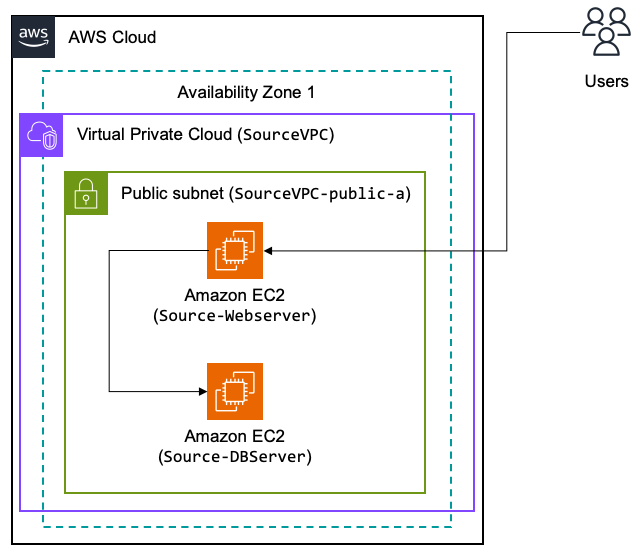 aws
AWS Cloud
Users
Availability Zone 1
Virtual Private Cloud (SourceVPC)
Public subnet (SourceVPC-public-a)
Amazon EC2
(Source-Webserver)
Amazon EC2
(Source-DBServer)